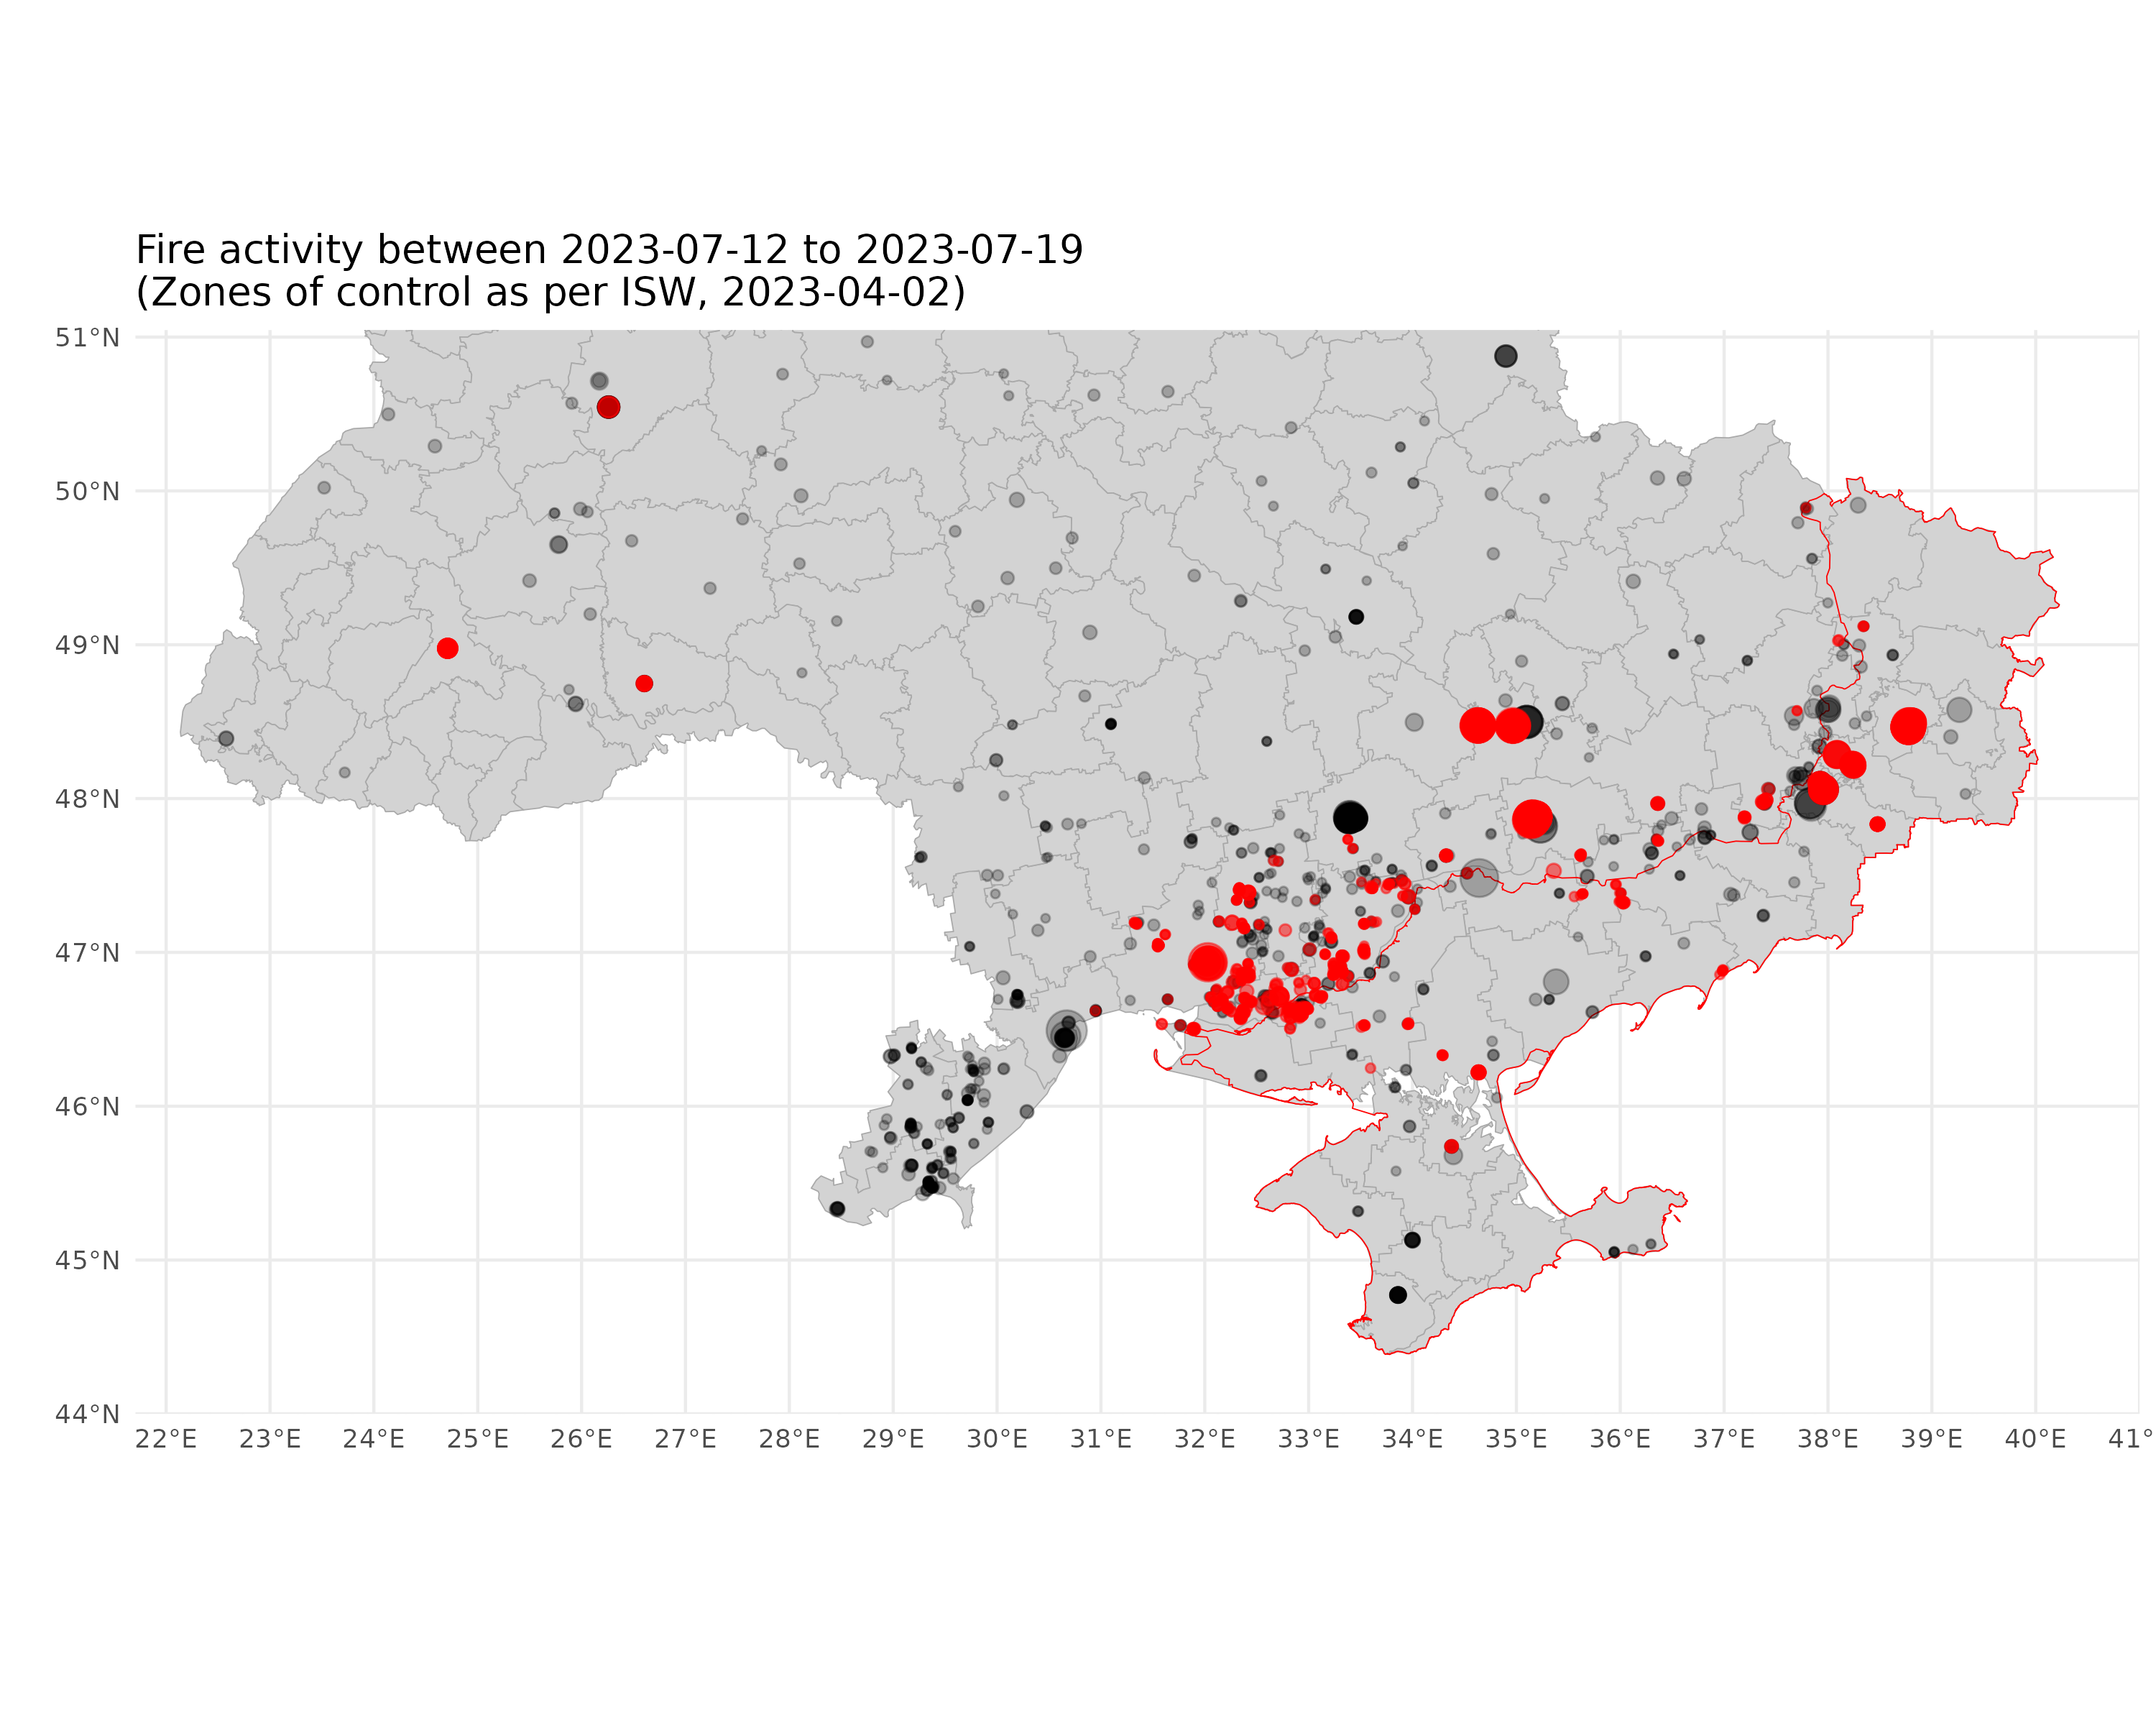 Fire activity between 2023-07-12 to 2023-07-19
(Zones of control as per ISW, 2023-04-02)
51°N
50°N
49°N
48°N
47°N
46°N
45°N
44°N
22°E 23°E 24°E 25°E 26°E 27°E 28°E 29°E 30°E 31°E 32°E 33°E 34°E 35°E 36°E 37°E 38°E 39°E 40°E 41°